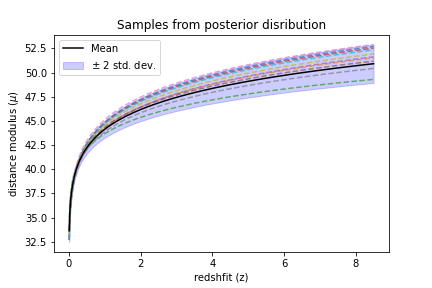 Samples from posterior disribution
Mean
± 2 std. dev.
distance modulus (μ)
52.5
50.0
47.5
45.0
42.5
40.0
37.5
35.0
32.5
0 2 4 6 8
redshfit (z)